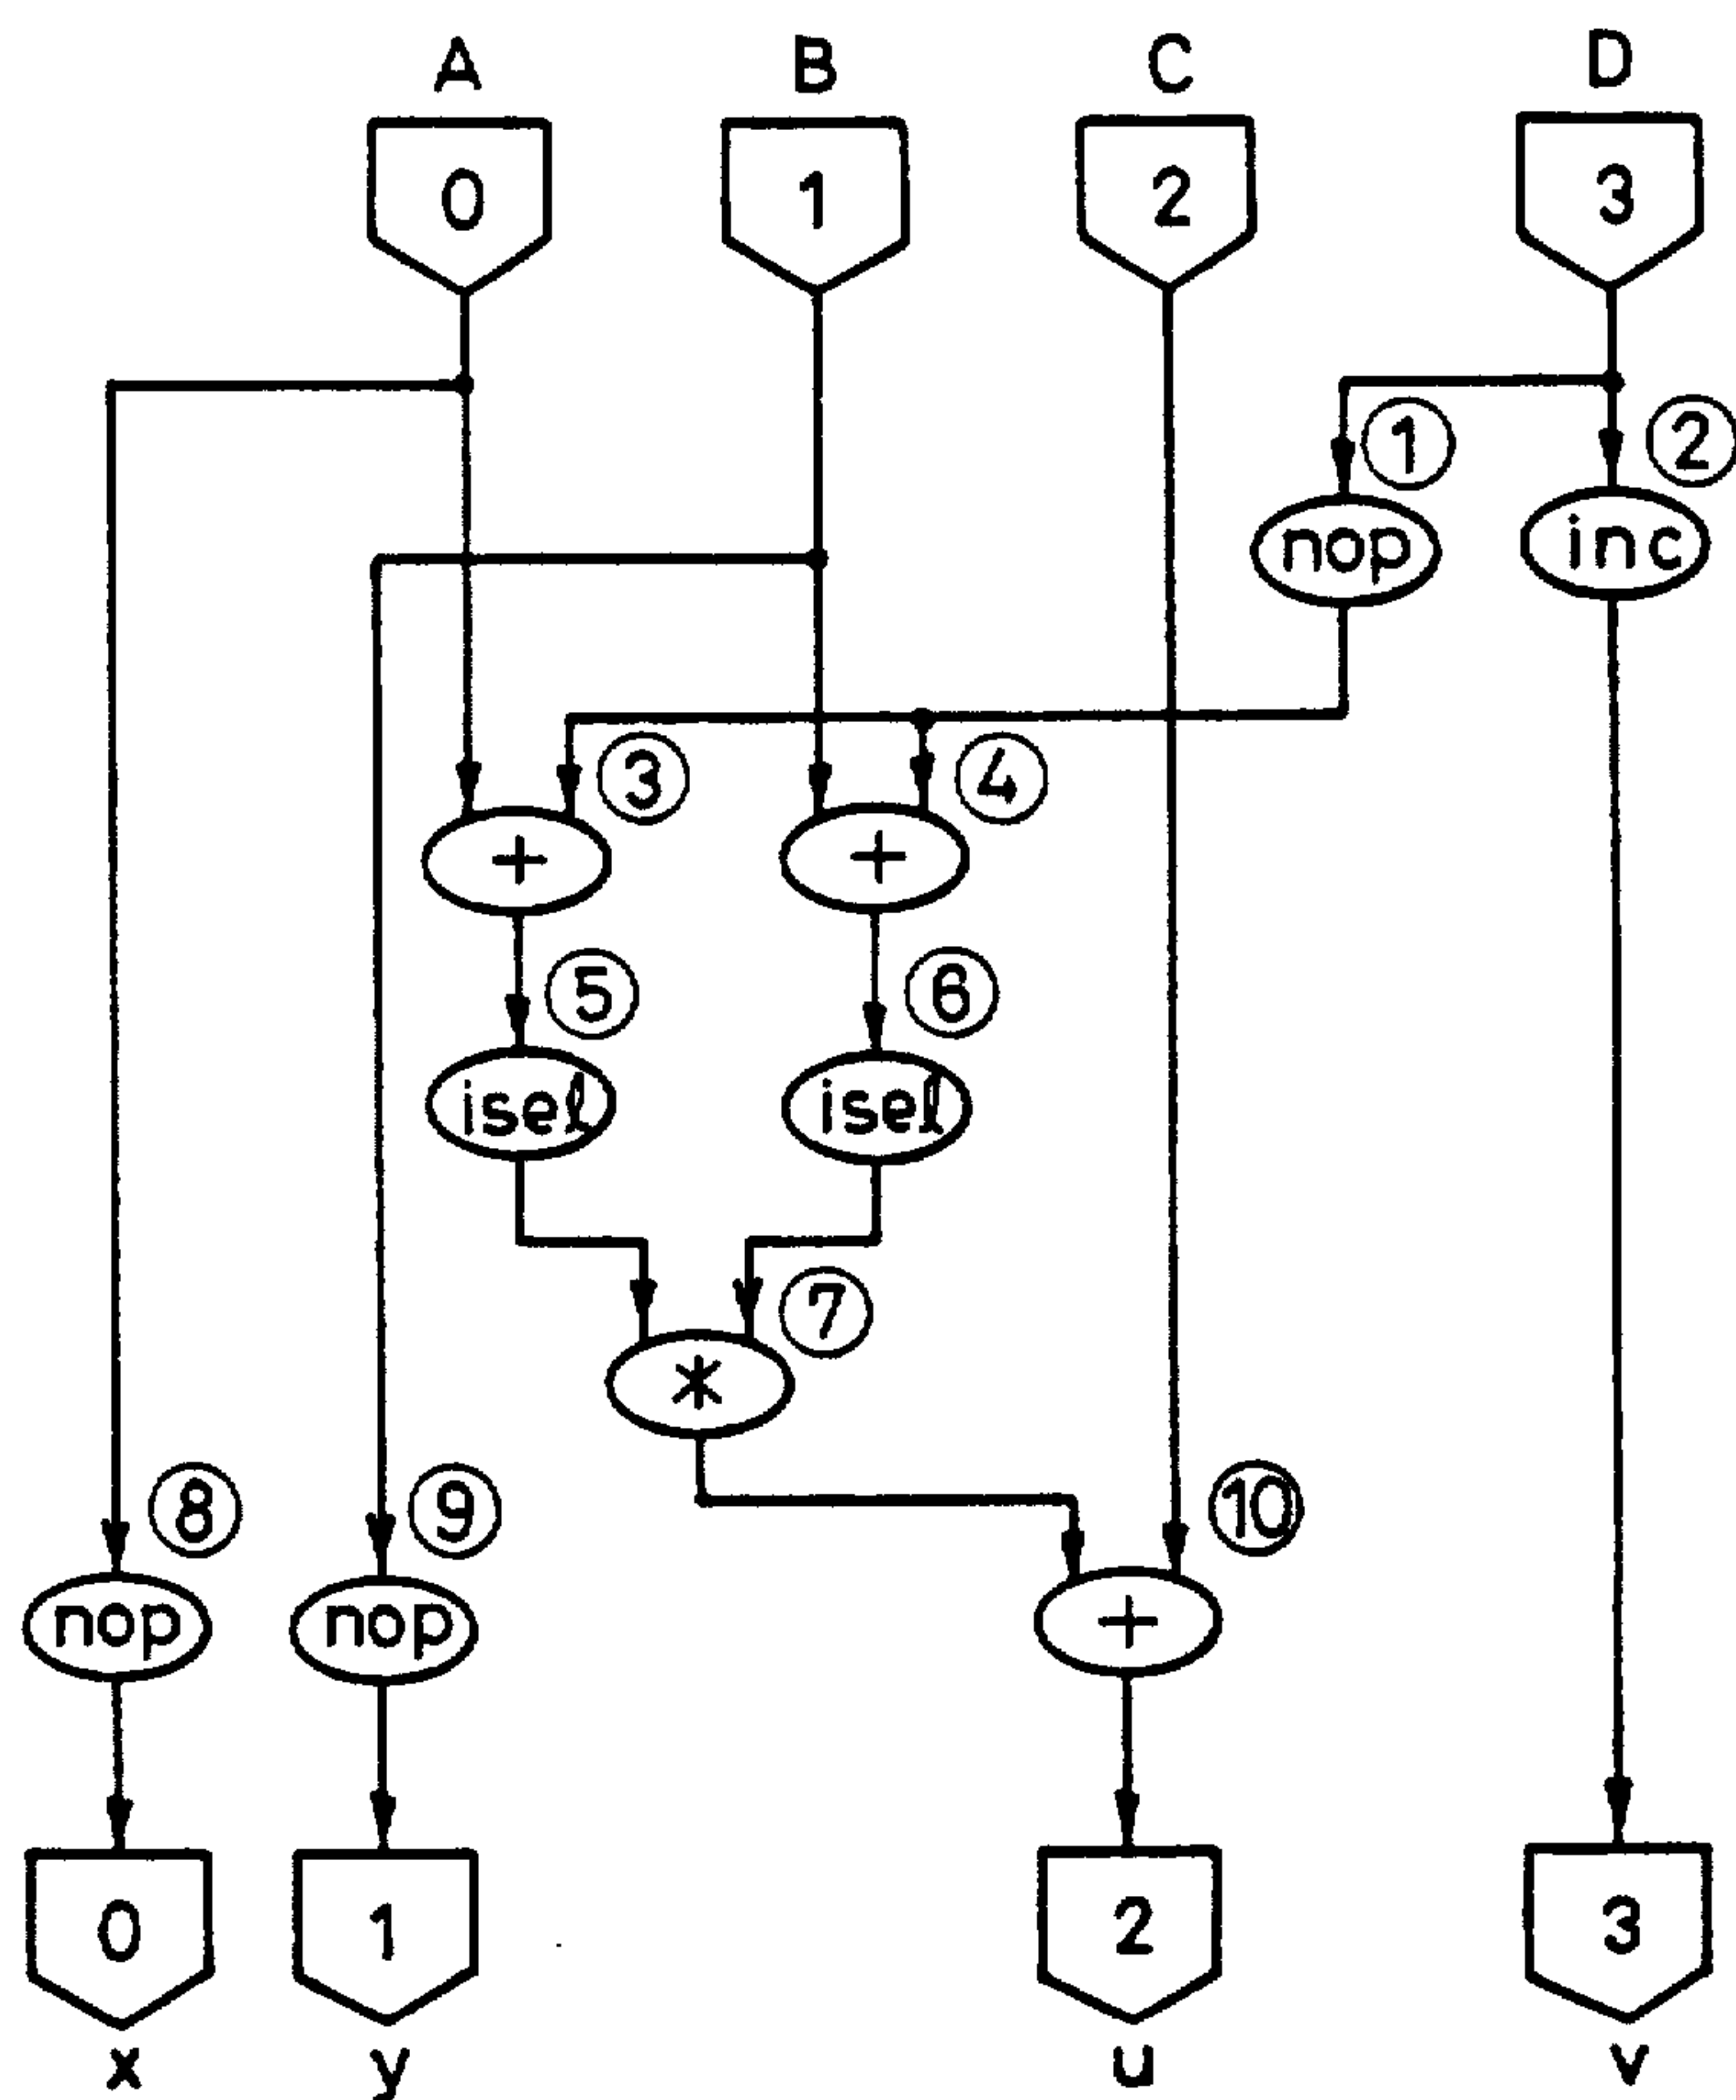 A B C D
0 1 2 3
① ②
nop inc
③ ④
+ +
⑤ ⑥
isel isel
⑦
*
⑧ ⑨ ⑩
nop nop +
0 1 2 3
x y u v